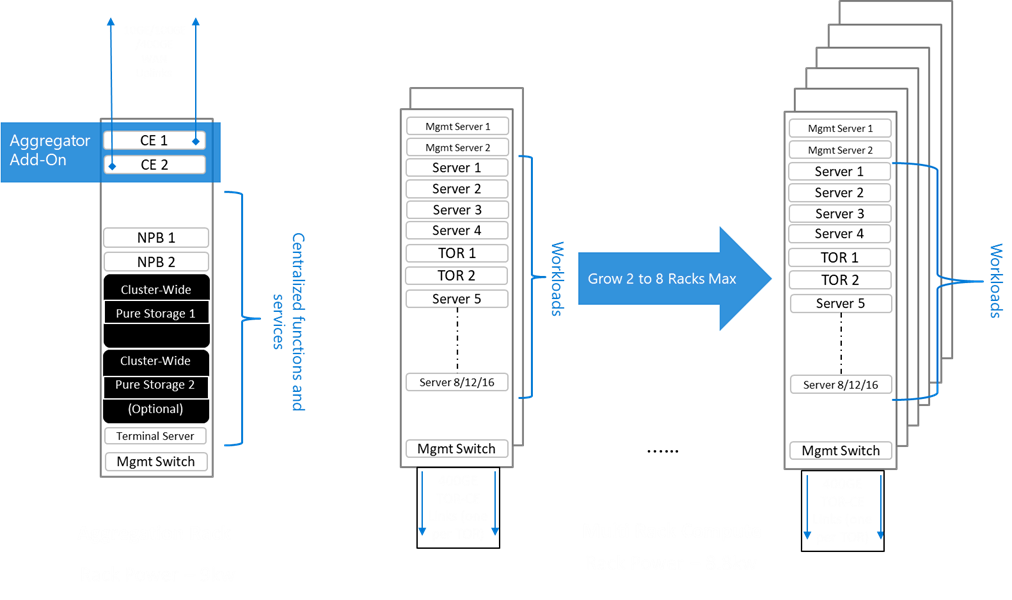 Aggregator
Add-On
CE 1
CE 2
NPB 1
NPB 2
Cluster-Wide
Pure Storage 1
Cluster-Wide
Pure Storage 2
(Optional)
Terminal Server
Mgmt Switch
Centralized functions and
services
Mgmt Server 1
Mgmt Server 2
Server 1
Server 2
Server 3
Server 4
TOR 1
TOR 2
Server 5
Server 8/12/16
Mgmt Switch
Workloads
Grow 2 to 8 Racks Max
......
Mgmt Server 1
Mgmt Server 2
Server 1
Server 2
Server 3
Server 4
TOR 1
TOR 2
Server 5
Server 8/12/16
Mgmt Switch
Workloads